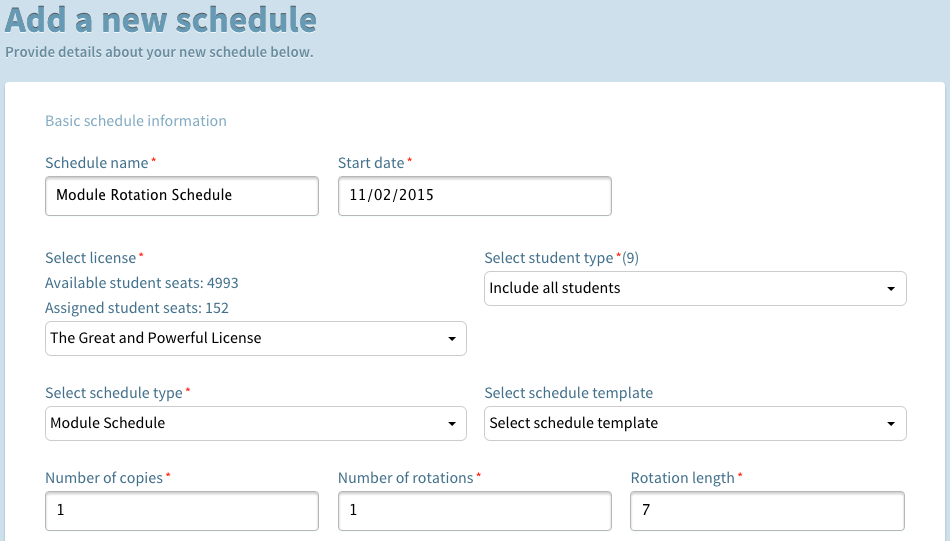 Add a new schedule
Provide details about your new schedule below.
Basic schedule information
Schedule name* Start date*
Module Rotation Schedule 11/02/2015
Select license* Select student type*(9)
Available student seats: 4993 Include all students
Assigned student seats: 152
The Great and Powerful License
Select schedule type* Select schedule template
Module Schedule Select schedule template
Number of copies* Number of rotations* Rotation length*
1 1 7